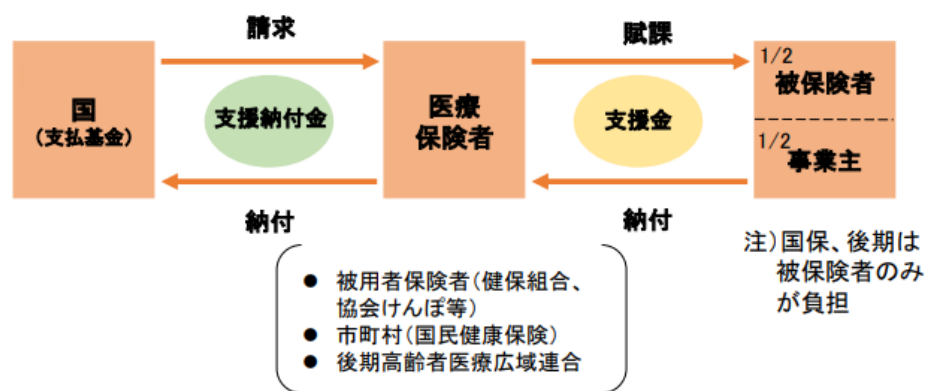 請求
賦課
国
(支払基金)
支援納付金
医療
保険者
支援金
1/2
被保険者
1/2
事業主
納付
納付
注)国保、後期は
被保険者のみ
が負担
● 被用者保険者(健保組合、
協会けんぽ等)
● 市町村(国民健康保険)
● 後期高齢者医療広域連合